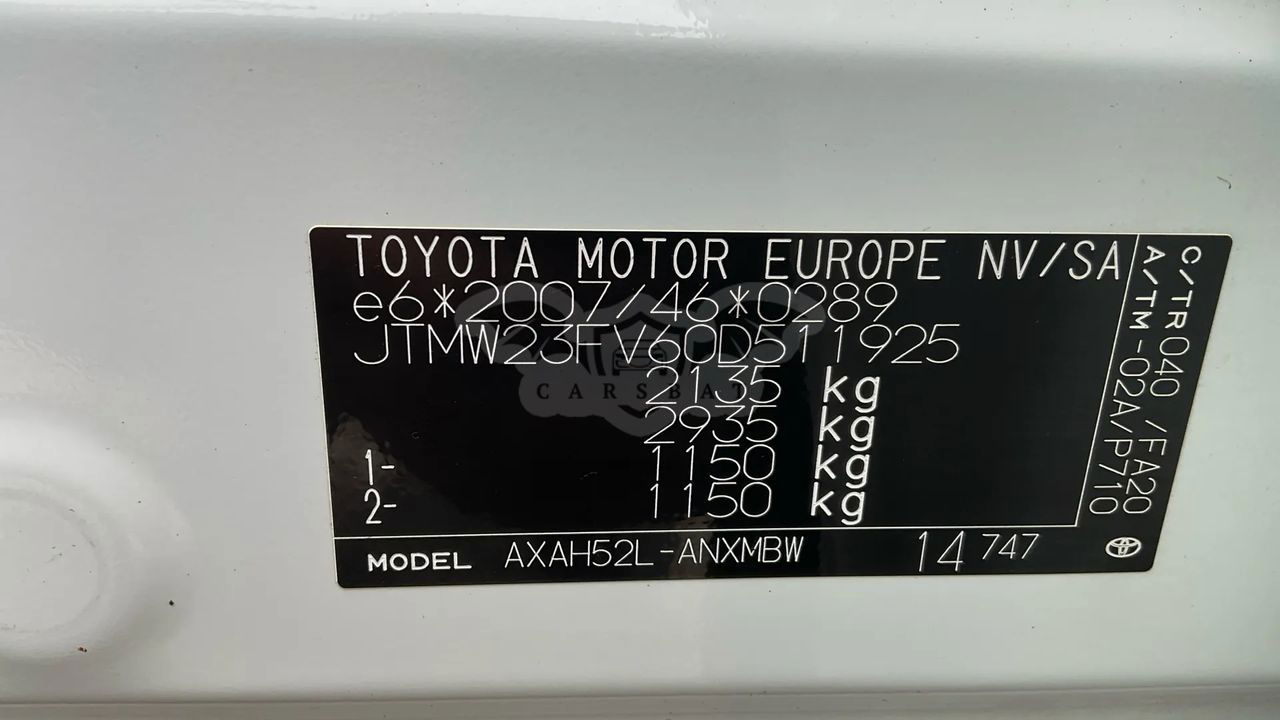 TOYOTA MOTOR EUROPE NV/SA
e6*2007/46*0289
JTMW23FV60D511925
2135 kg
2935 kg
1- 1150 kg
2- 1150 kg
MODEL AXAH52L-ANXMBW 14 747
C/TR 040 /FA20
A/TM -02A/P710
CARSBAT